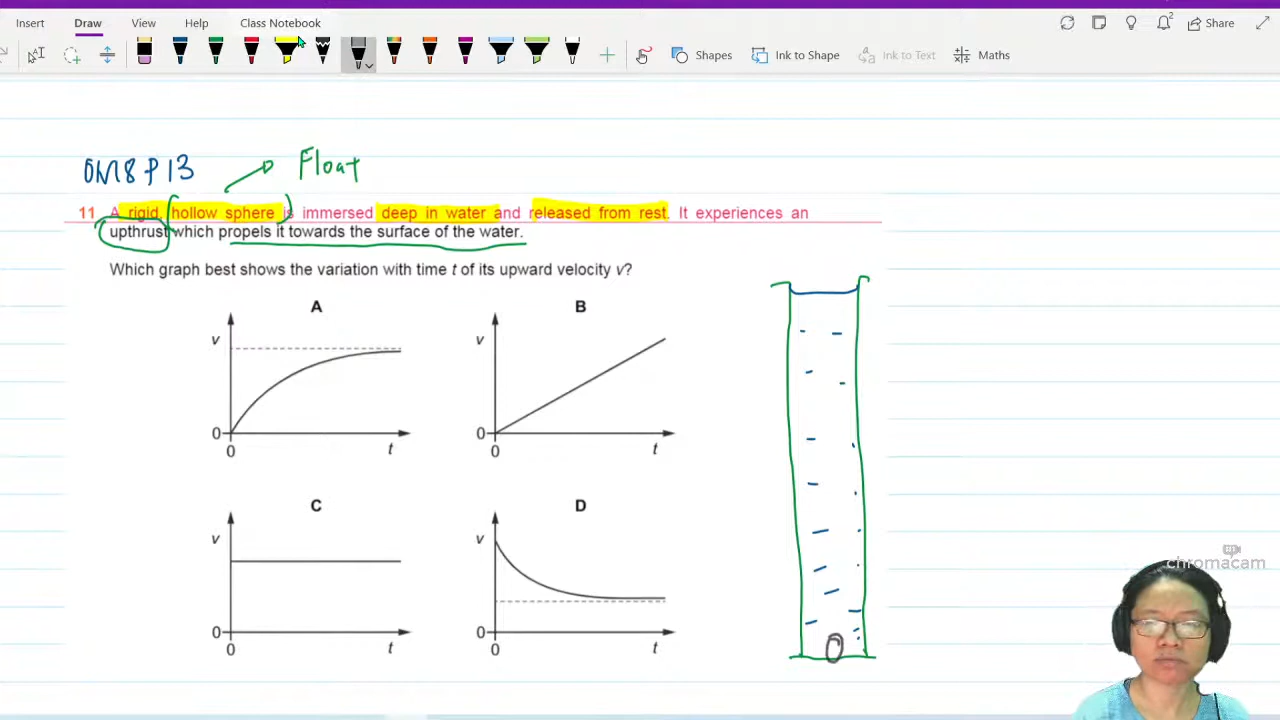 Insert Draw View Help Class Notebook Share
Shapes Ink to Shape Ink to Text Maths
Float
11 A rigid hollow sphere is immersed deep in water and released from rest. It experiences an
upthrust which propels it towards the surface of the water.
Which graph best shows the variation with time t of its upward velocity v?
A B
v v
0 0
0 t 0 t
C D
v v
0 0
0 t 0 t
chromacam